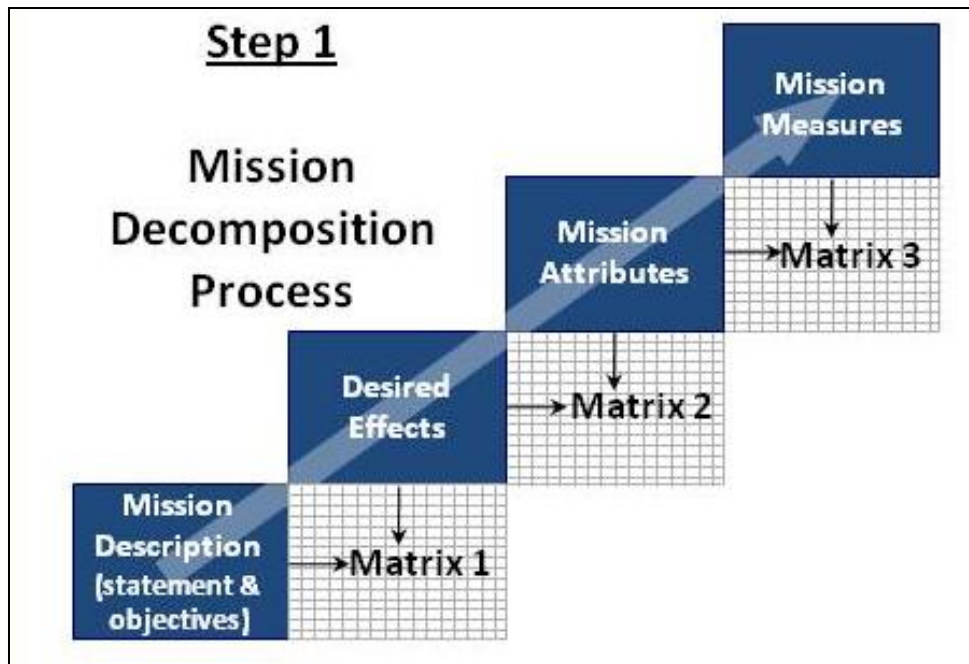 Step 1
Mission
Decomposition
Process
Mission
Measures
Mission
Attributes
Matrix 3
Desired
Effects
Matrix 2
Mission
Description
(statement &
objectives)
Matrix 1